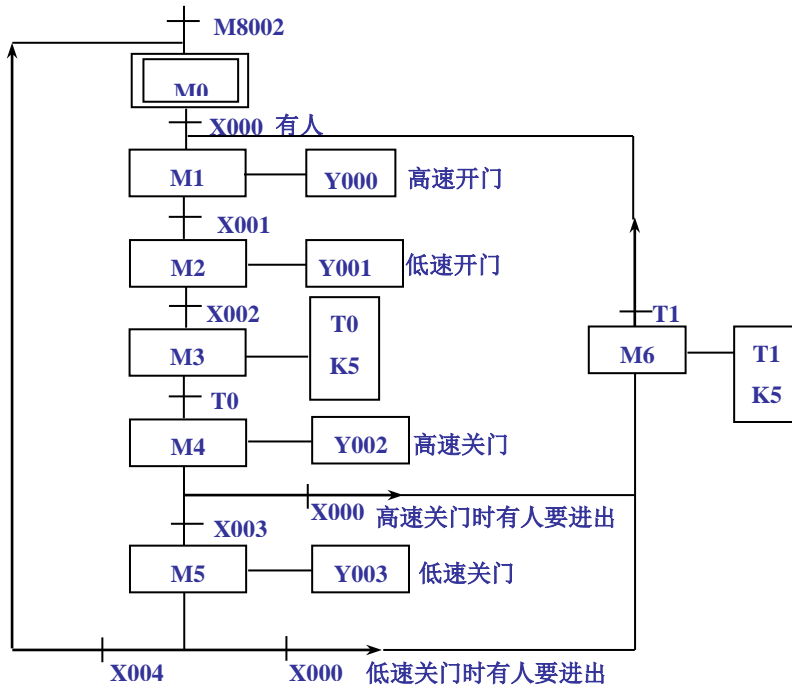 M8002
M0
X000 有人
M1
Y000
高速开门
X001
M2
Y001
低速开门
X002
T0
K5
M3
T1
M6
T1
K5
T0
M4
Y002
高速关门
X000 高速关门时有人要进出
X003
M5
Y003
低速关门
X004
X000 低速关门时有人要进出